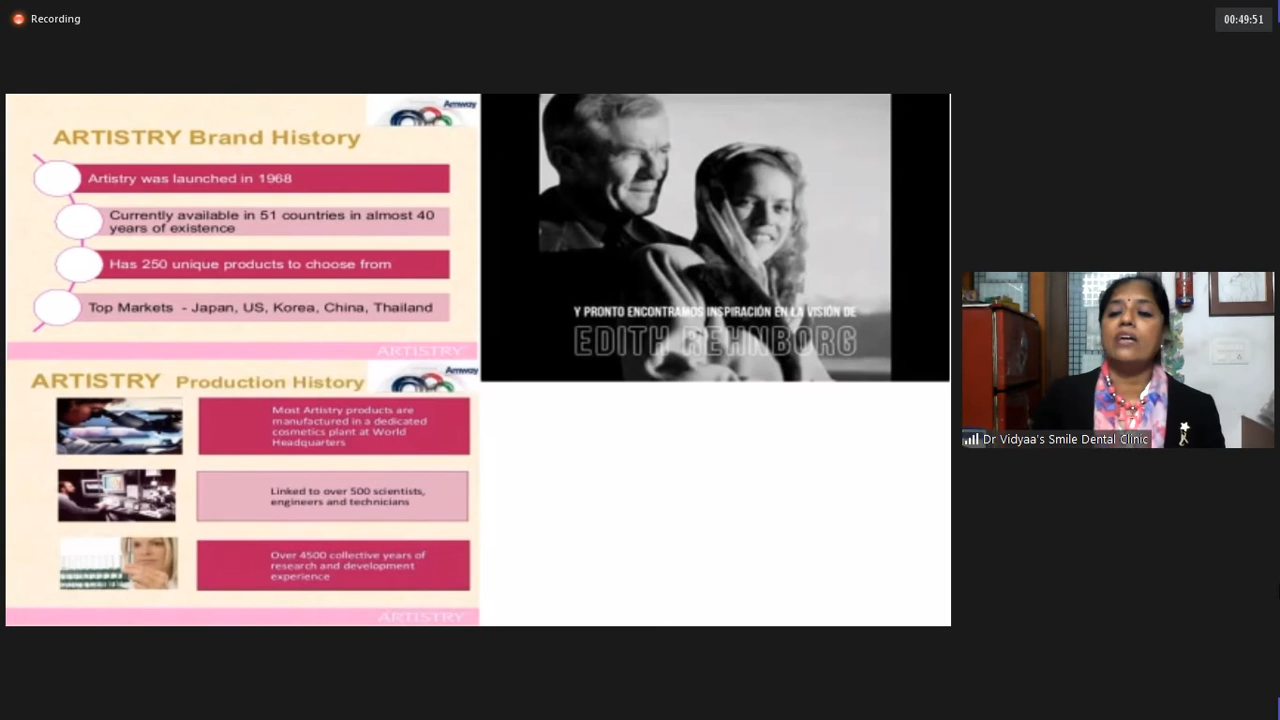 Recording
00:49:51
Amway
ARTISTRY Brand History
Artistry was launched in 1968
Currently available in 51 countries in almost 40
years of existence
Has 250 unique products to choose from
Top Markets - Japan, US, Korea, China, Thailand
ARTISTRY
Amway
ARTISTRY Production History
Most Artistry products are
manufactured in a dedicated
cosmetics plant at World
Headquarters
Linked to over 500 scientists,
engineers and technicians
Over 4500 collective years of
research and development
experience
ARTISTRY
Y PRONTO ENCONTRAMOS INSPIRACIÓN EN LA VISIÓN DE
EDITH REHNBORG
Dr Vidyaa's Smile Dental Clinic